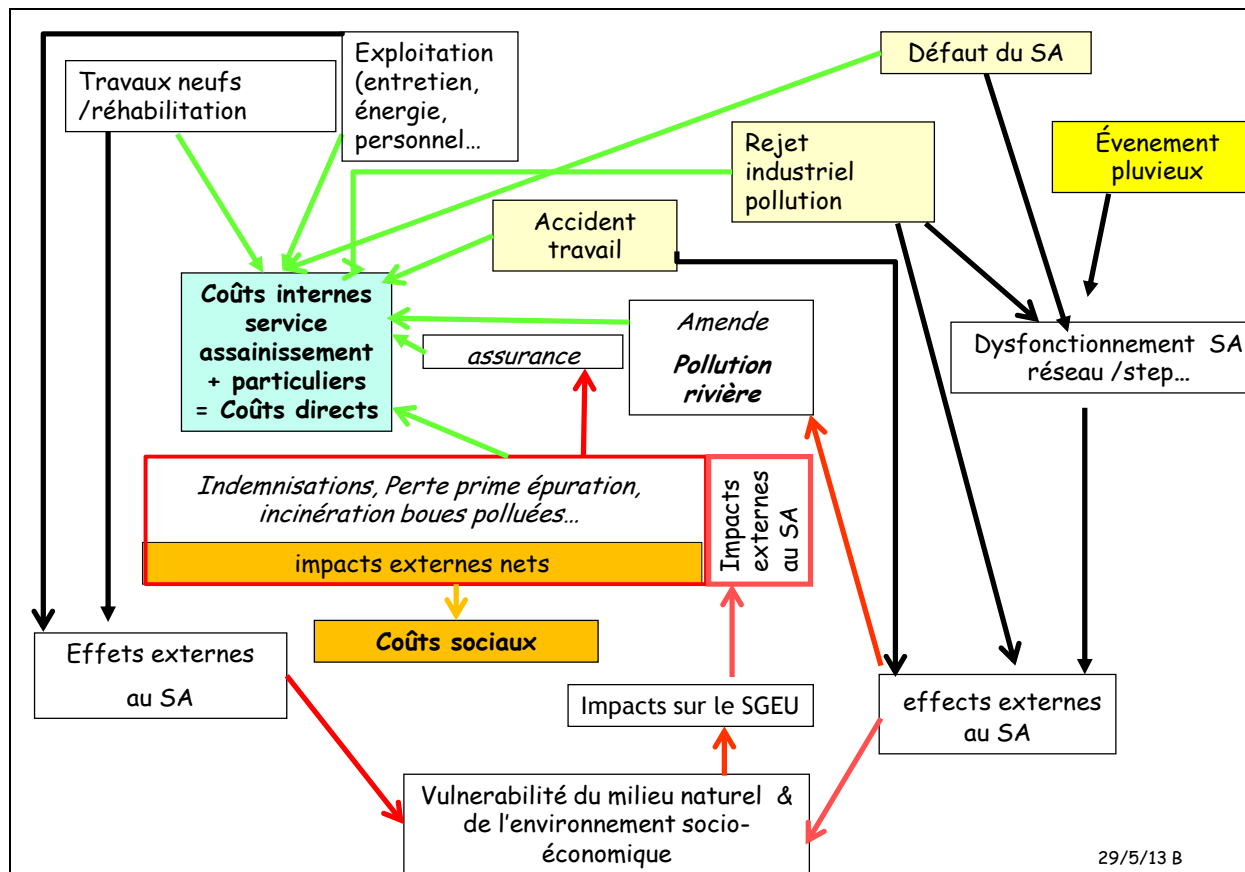 Exploitation
(entretien,
énergie,
personnel…
Travaux neufs
/réhabilitation
Défaut du SA
Rejet
industriel
pollution
Évenement
pluvieux
Accident
travail
Coûts internes
service
assainissement
+ particuliers
= Coûts directs
Amende
Pollution
rivière
assurance
Dysfonctionnement SA
réseau /step…
Indemnisations, Perte prime épuration,
incinération boues polluées…
impacts externes nets
Impacts
externes
au SA
Coûts sociaux
Effets externes
au SA
Impacts sur le SGEU
effects externes
au SA
Vulnerabilité du milieu naturel &
de l’environnement socio-
économique
29/5/13 B